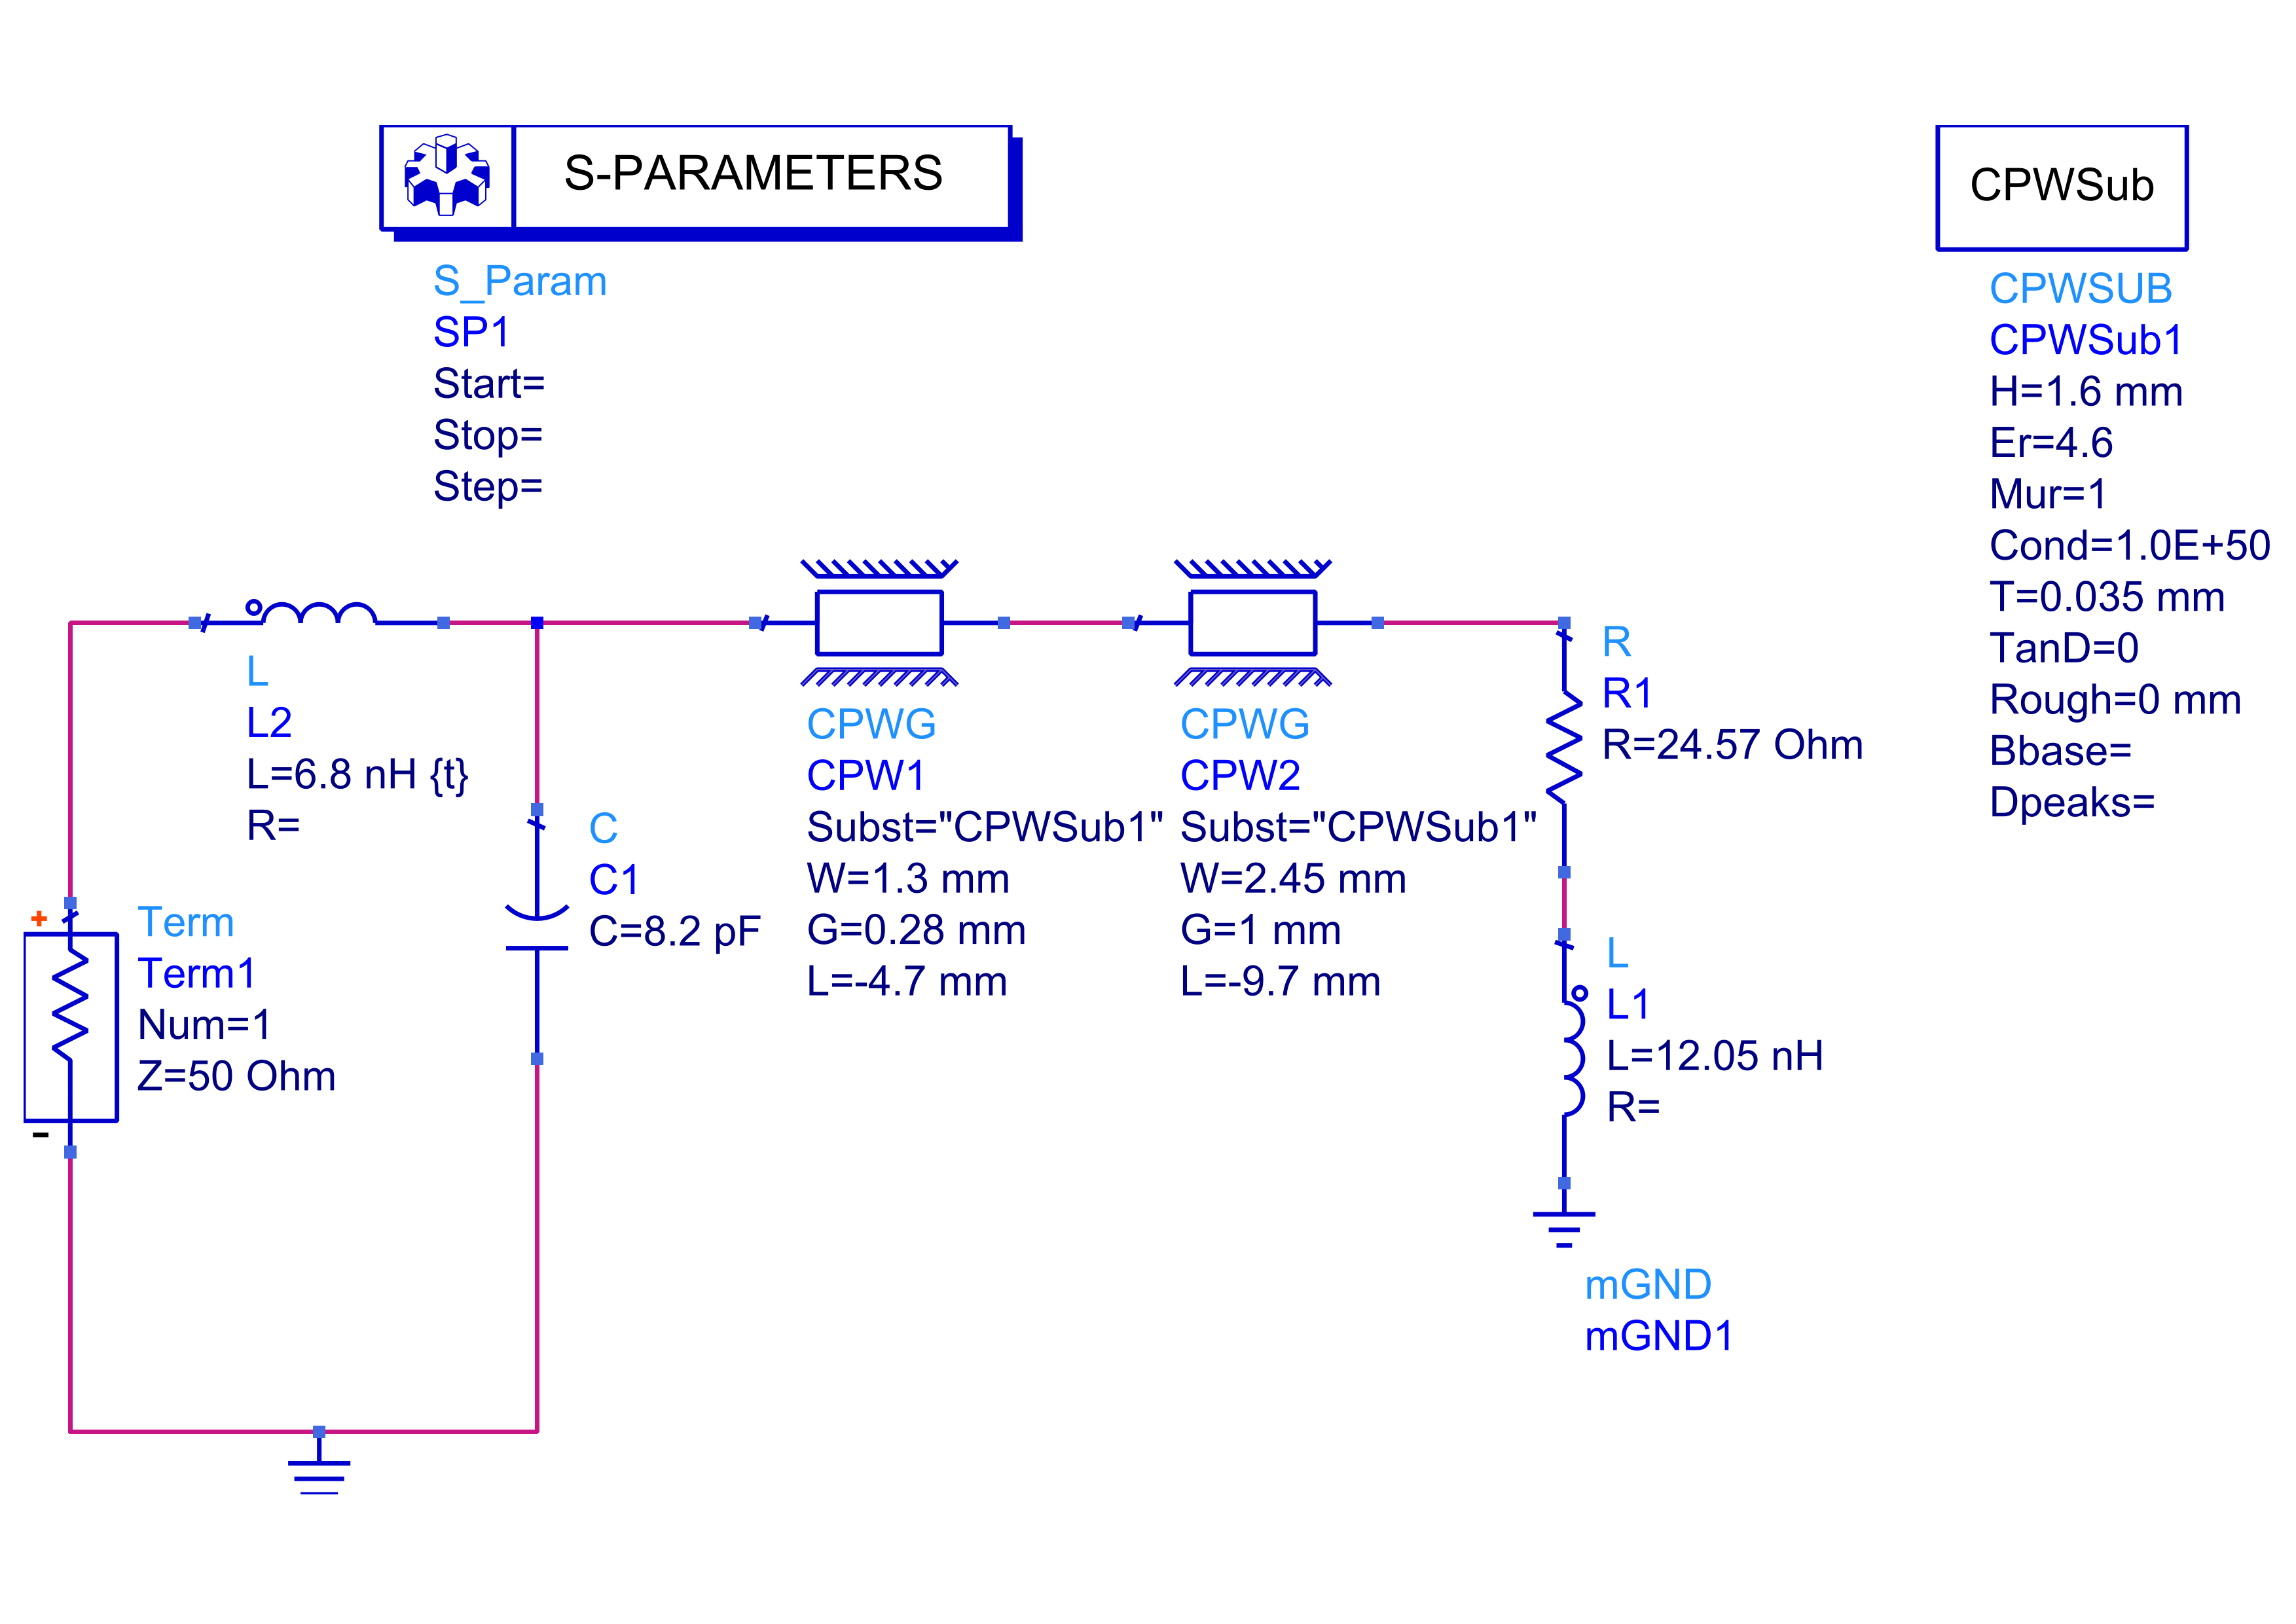 S-PARAMETERS
S_Param
SP1
Start=
Stop=
Step=
CPWSub
CPWSUB
CPWSub1
H=1.6 mm
Er=4.6
Mur=1
Cond=1.0E+50
T=0.035 mm
TanD=0
Rough=0 mm
Bbase=
Dpeaks=
L
L2
L=6.8 nH {t}
R=
+
Term
Term1
Num=1
Z=50 Ohm
-
C
C1
C=8.2 pF
CPWG
CPW1
Subst="CPWSub1"
W=1.3 mm
G=0.28 mm
L=-4.7 mm
CPWG
CPW2
Subst="CPWSub1"
W=2.45 mm
G=1 mm
L=-9.7 mm
R
R1
R=24.57 Ohm
L
L1
L=12.05 nH
R=
mGND
mGND1